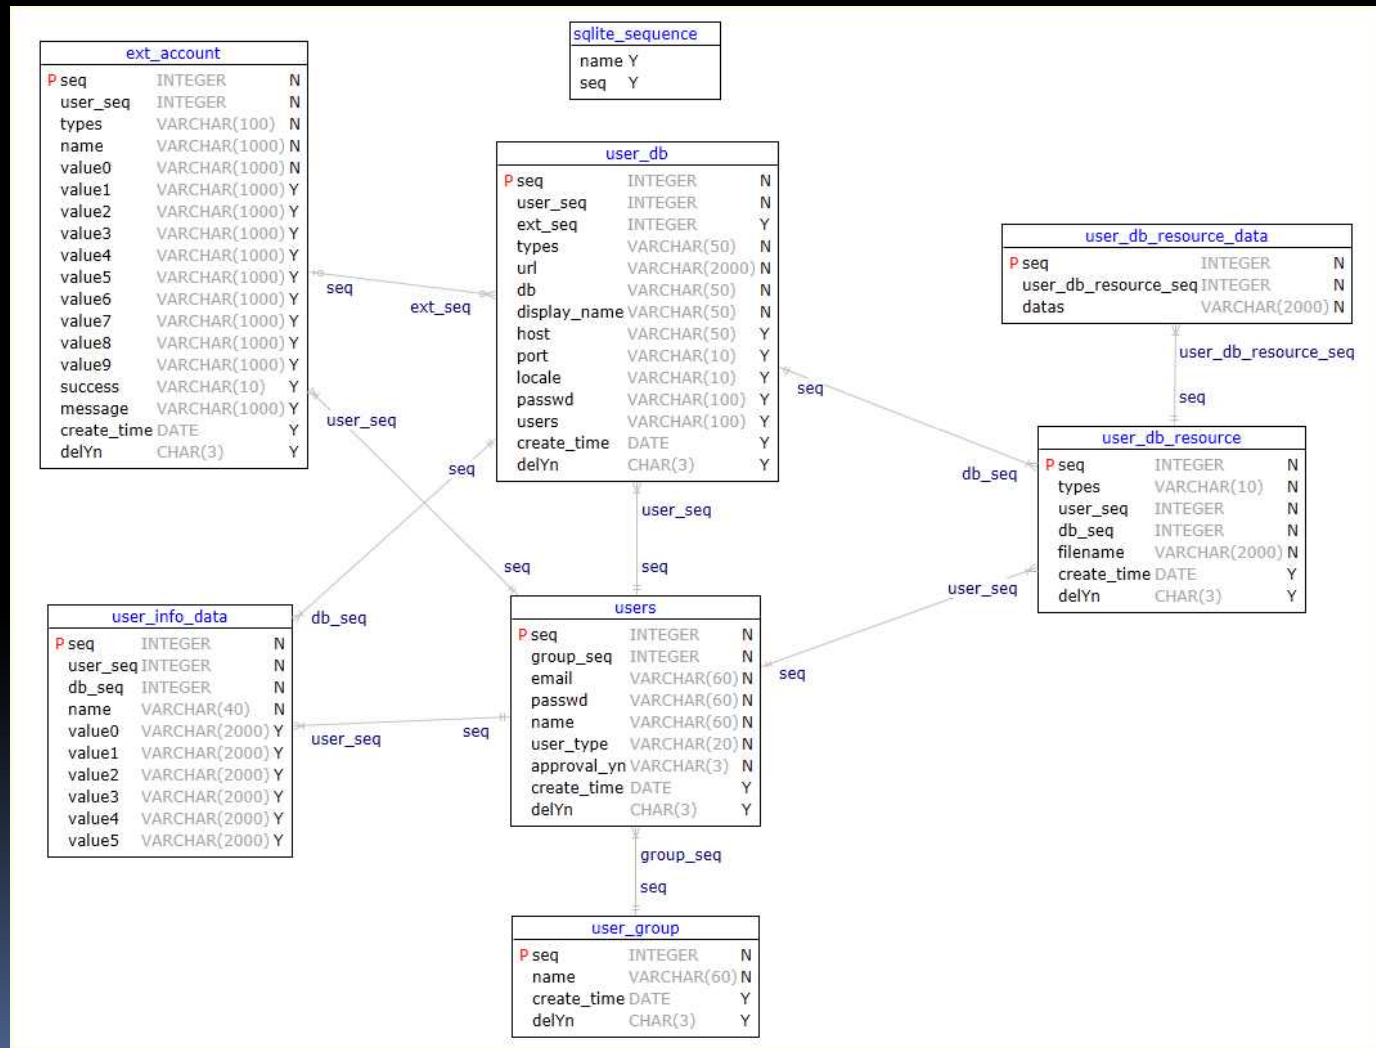 sqlite_sequence
name Y
seq Y
ext_account
P seq INTEGER N
user_seq INTEGER N
types VARCHAR(100) N
name VARCHAR(1000) N
value0 VARCHAR(1000) N
value1 VARCHAR(1000) Y
value2 VARCHAR(1000) Y
value3 VARCHAR(1000) Y
value4 VARCHAR(1000) Y
value5 VARCHAR(1000) Y
value6 VARCHAR(1000) Y
value7 VARCHAR(1000) Y
value8 VARCHAR(1000) Y
value9 VARCHAR(1000) Y
success VARCHAR(10) Y
message VARCHAR(1000) Y
create_time DATE Y
delYn CHAR(3) Y
user_db
P seq INTEGER N
user_seq INTEGER N
ext_seq INTEGER Y
types VARCHAR(50) N
url VARCHAR(2000) N
db VARCHAR(50) N
display_name VARCHAR(50) N
host VARCHAR(50) Y
port VARCHAR(10) Y
locale VARCHAR(10) Y
passwd VARCHAR(100) Y
users VARCHAR(100) Y
create_time DATE Y
delYn CHAR(3) Y
user_db_resource_data
P seq INTEGER N
user_db_resource_seq INTEGER N
datas VARCHAR(2000) N
seq
ext_seq
user_seq
seq
seq
db_seq
user_db_resource_seq
seq
user_db_resource
P seq INTEGER N
types VARCHAR(10) N
user_seq INTEGER N
db_seq INTEGER N
filename VARCHAR(2000) N
create_time DATE Y
delYn CHAR(3) Y
user_seq
seq
seq
db_seq
user_seq
seq
user_info_data
P seq INTEGER N
user_seq INTEGER N
db_seq INTEGER N
name VARCHAR(40) N
value0 VARCHAR(2000) Y
value1 VARCHAR(2000) Y
value2 VARCHAR(2000) Y
value3 VARCHAR(2000) Y
value4 VARCHAR(2000) Y
value5 VARCHAR(2000) Y
user_seq
seq
users
P seq INTEGER N
group_seq INTEGER N
email VARCHAR(60) N
passwd VARCHAR(60) N
name VARCHAR(60) N
user_type VARCHAR(20) N
approval_yn VARCHAR(3) N
create_time DATE Y
delYn CHAR(3) Y
group_seq
seq
user_group
P seq INTEGER N
name VARCHAR(60) N
create_time DATE Y
delYn CHAR(3) Y